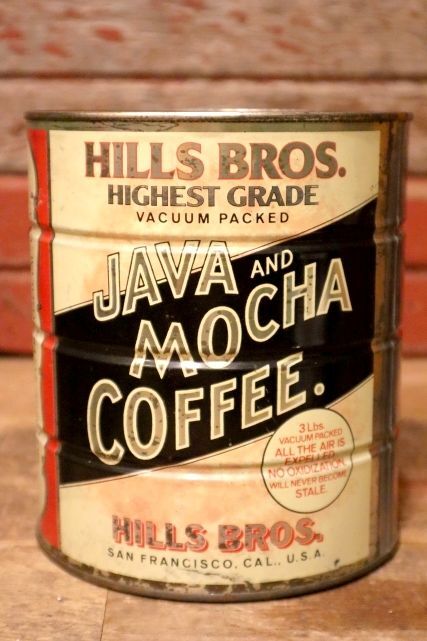 HILLS BROS.
HIGHEST GRADE
VACUUM PACKED
JAVA AND
MOCHA
COFFEE.
3 Lbs.
VACUUM PACKED
ALL THE AIR IS
EXPELLED
NO OXIDIZATION
WILL NEVER BECOME
STALE.
HILLS BROS.
SAN FRANCISCO, CAL., U.S.A.